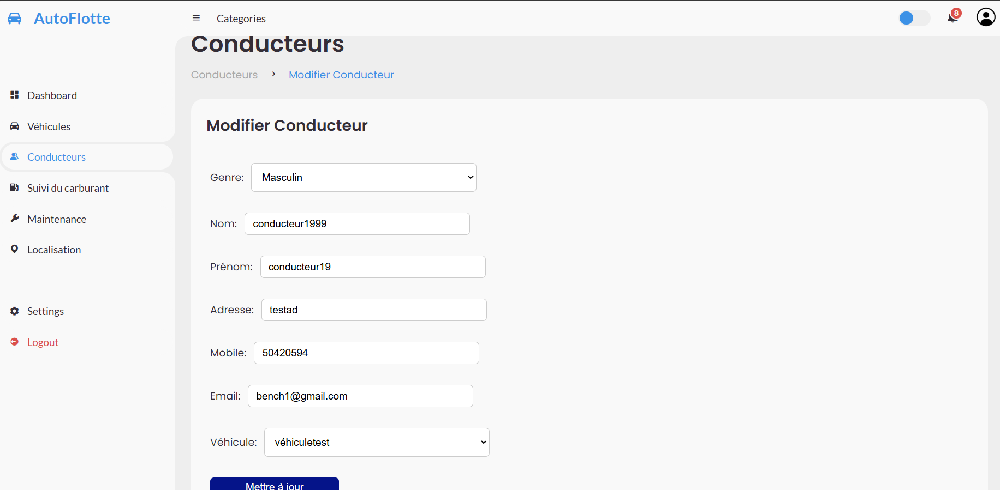 AutoFlotte
Categories
8
Dashboard
Véhicules
Conducteurs
Suivi du carburant
Maintenance
Localisation
Settings
Logout
Conducteurs
Conducteurs > Modifier Conducteur
Modifier Conducteur
Genre: Masculin
Nom: conducteur1999
Prénom: conducteur19
Adresse: testad
Mobile: 50420594
Email: bench1@gmail.com
Véhicule: véhiculetest
Mettre à jour